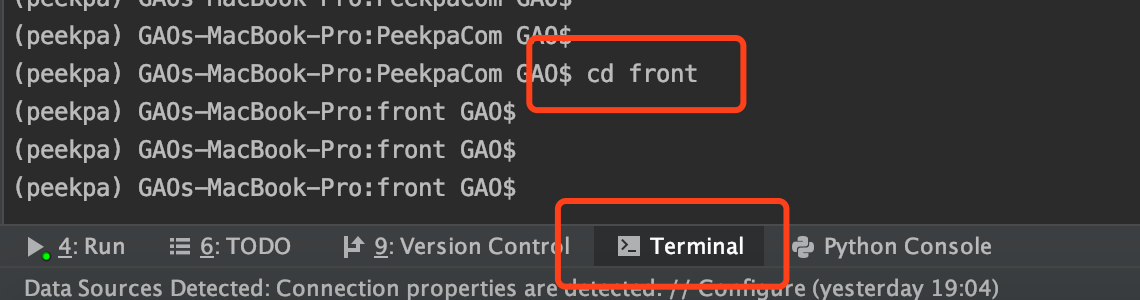 (peekpa) GAOs-MacBook-Pro:PeekpaCom GAO$
(peekpa) GAOs-MacBook-Pro:PeekpaCom GAO$
(peekpa) GAOs-MacBook-Pro:PeekpaCom GAO$ cd front
(peekpa) GAOs-MacBook-Pro:front GAO$
(peekpa) GAOs-MacBook-Pro:front GAO$
(peekpa) GAOs-MacBook-Pro:front GAO$
4: Run 6: TODO 9: Version Control Terminal Python Console
Data Sources Detected: Connection properties are detected. // Configure (yesterday 19:04)